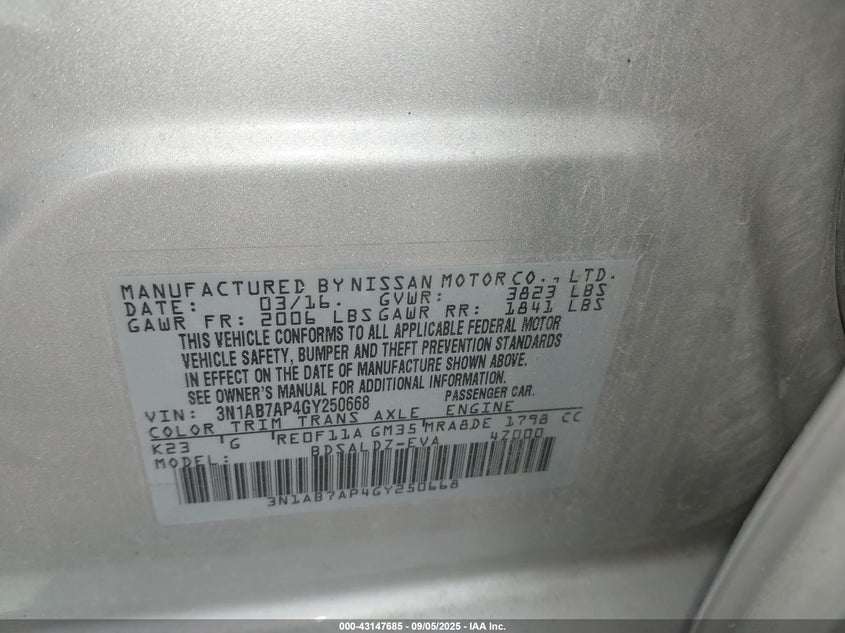 MANUFACTURED BY NISSAN MOTOR CO., LTD.
DATE: 03/16. GVWR: 3823 LBS
GAWR FR: 2006 LBS GAWR RR: 1841 LBS
THIS VEHICLE CONFORMS TO ALL APPLICABLE FEDERAL MOTOR
VEHICLE SAFETY, BUMPER AND THEFT PREVENTION STANDARDS
IN EFFECT ON THE DATE OF MANUFACTURE SHOWN ABOVE.
SEE OWNER'S MANUAL FOR ADDITIONAL INFORMATION.
VIN: 3N1AB7AP4GY250668 PASSENGER CAR.
COLOR TRIM TRANS AXLE ENGINE
K23 G RE0F11A GM35 MRA8DE 1798 CC
MODEL: BDSALDZ-EVA 47000
3N1AB7AP4GY250668
000-43147685 - 09/05/2025 - IAA Inc.